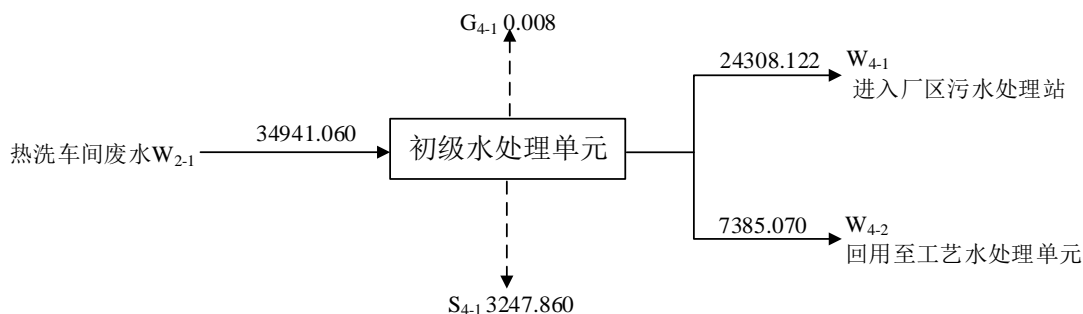 G4-1 0.008
24308.122
W4-1
进入厂区污水处理站
34941.060
热洗车间废水W2-1
初级水处理单元
7385.070
W4-2
回用至工艺水处理单元
S4-1 3247.860